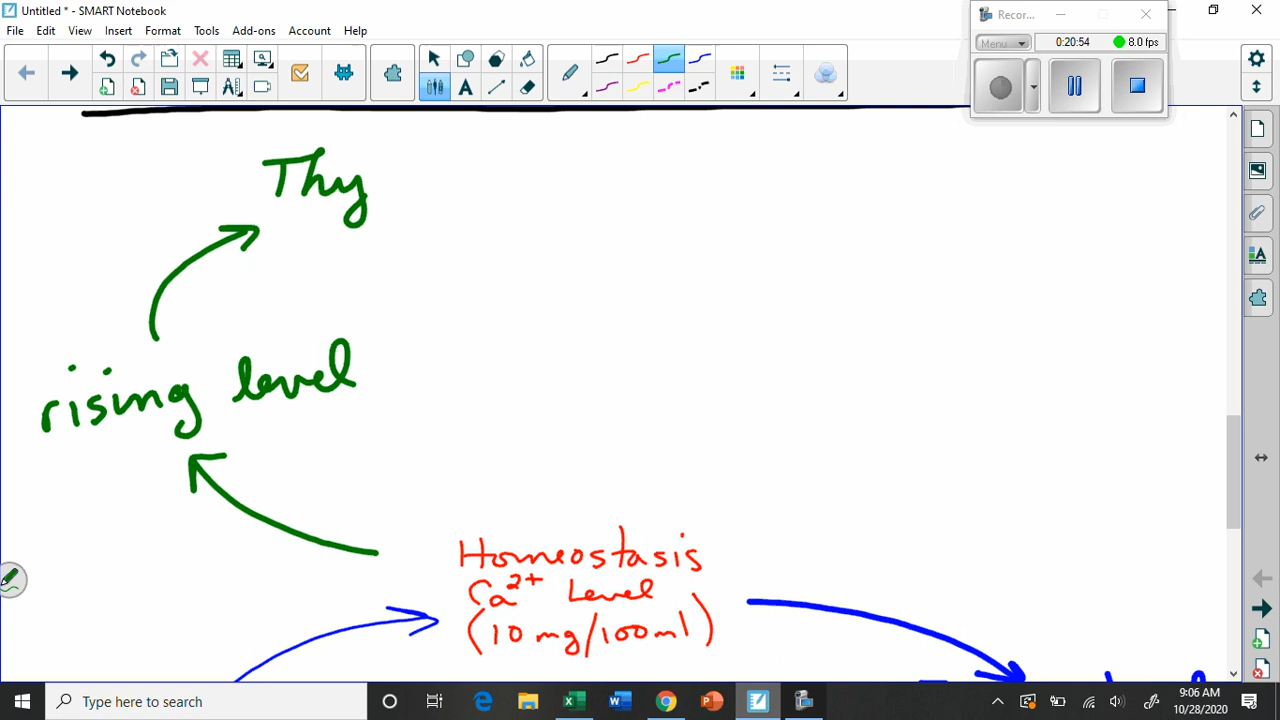 Untitled * - SMART Notebook
File Edit View Insert Format Tools Add-ons Account Help
Recor...
Menu
0:20:54
8.0 fps
Thy
rising level
Homeostasis
Ca2+ Level
(10 mg/100ml)
Type here to search
9:06 AM
10/28/2020